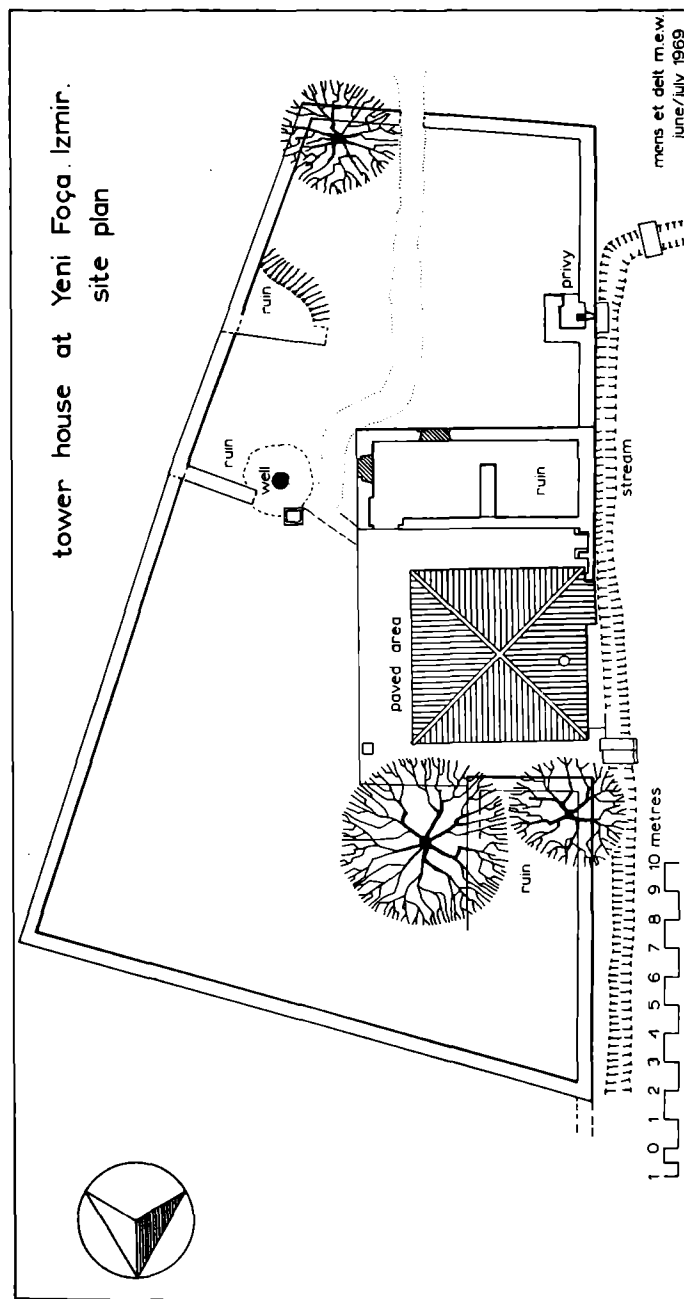 tower house at Yeni Foça. Izmir.
site plan
ruin
ruin
well
privy
paved area
ruin
stream
ruin
1 0 1 2 3 4 5 6 7 8 9 10 metres
mens et delt m.e.w.
june/july 1969